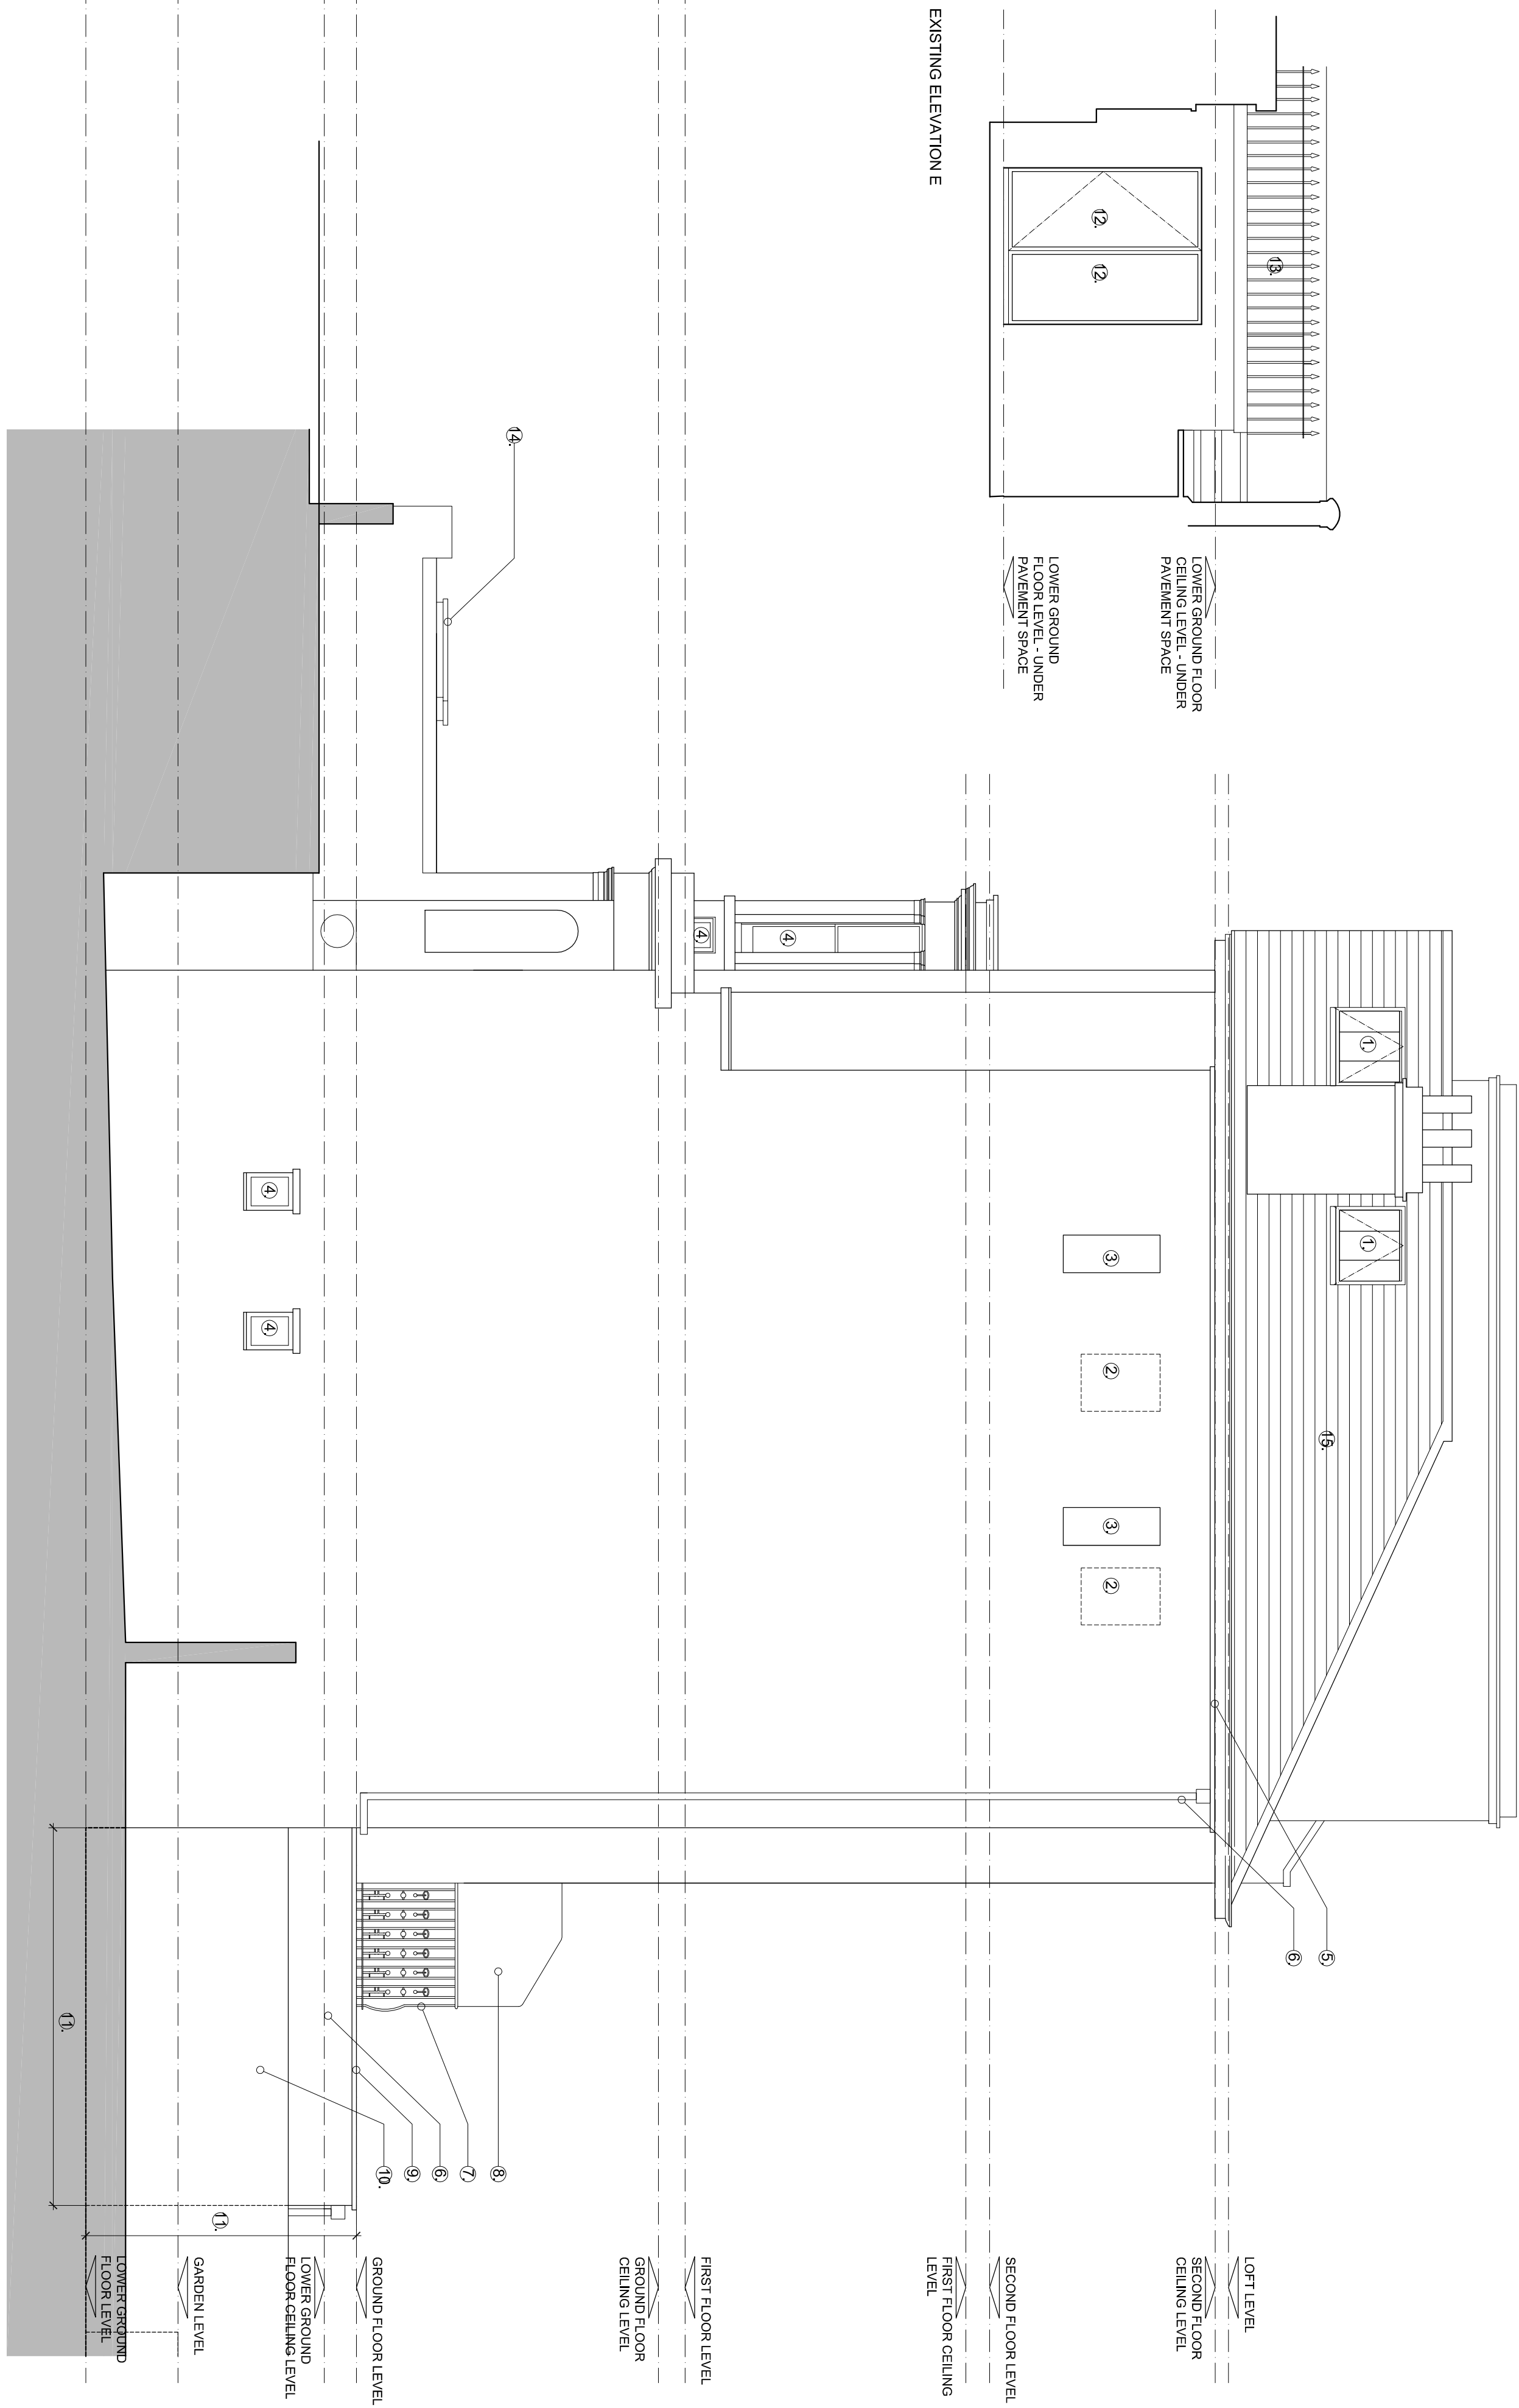 EXISTING ELEVATION E
13.
12.
12.
LOWER GROUND FLOOR
CEILING LEVEL - UNDER
PAVEMENT SPACE
LOWER GROUND
FLOOR LEVEL - UNDER
PAVEMENT SPACE
14.
1.
1.
15.
4.
4.
3.
2.
3.
2.
4.
4.
5.
6.
8.
7.
6.
9.
10.
11.
11.
LOFT LEVEL
SECOND FLOOR
CEILING LEVEL
SECOND FLOOR LEVEL
FIRST FLOOR CEILING
LEVEL
FIRST FLOOR LEVEL
GROUND FLOOR
CEILING LEVEL
GROUND FLOOR LEVEL
LOWER GROUND
FLOOR CEILING LEVEL
GARDEN LEVEL
LOWER GROUND
FLOOR LEVEL